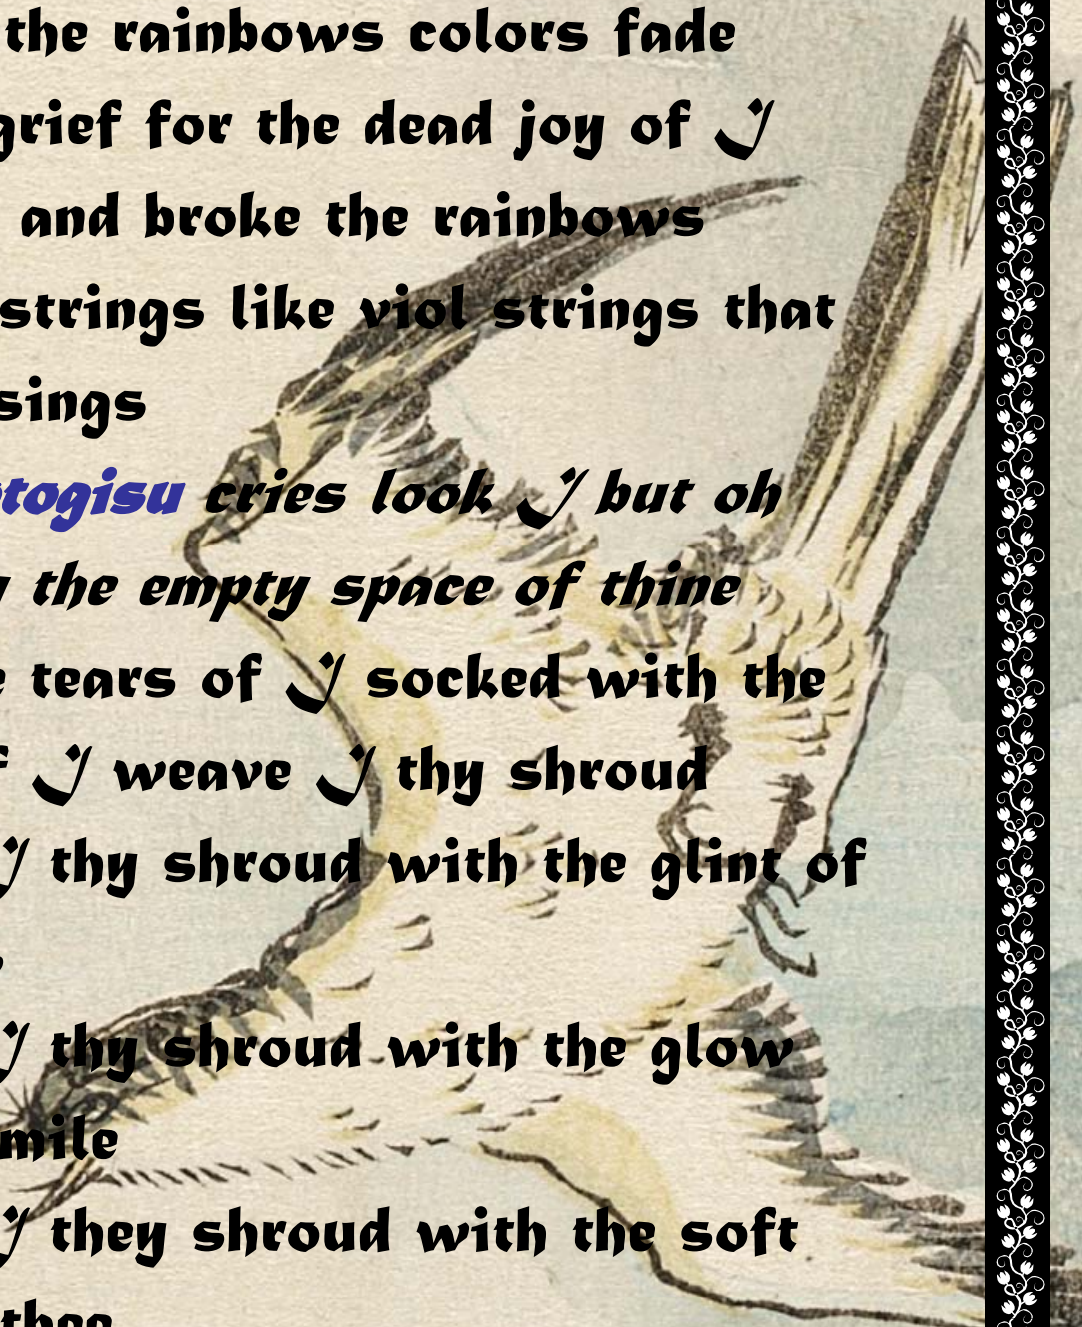 the rainbows colors fade
grief for the dead joy of I
and broke the rainbows
strings like viol strings that
sings
togisu cries look I but oh
the empty space of thine
tears of I socked with the
I weave I thy shroud
I thy shroud with the glint of
I thy shroud with the glow
mile
I they shroud with the soft
thee